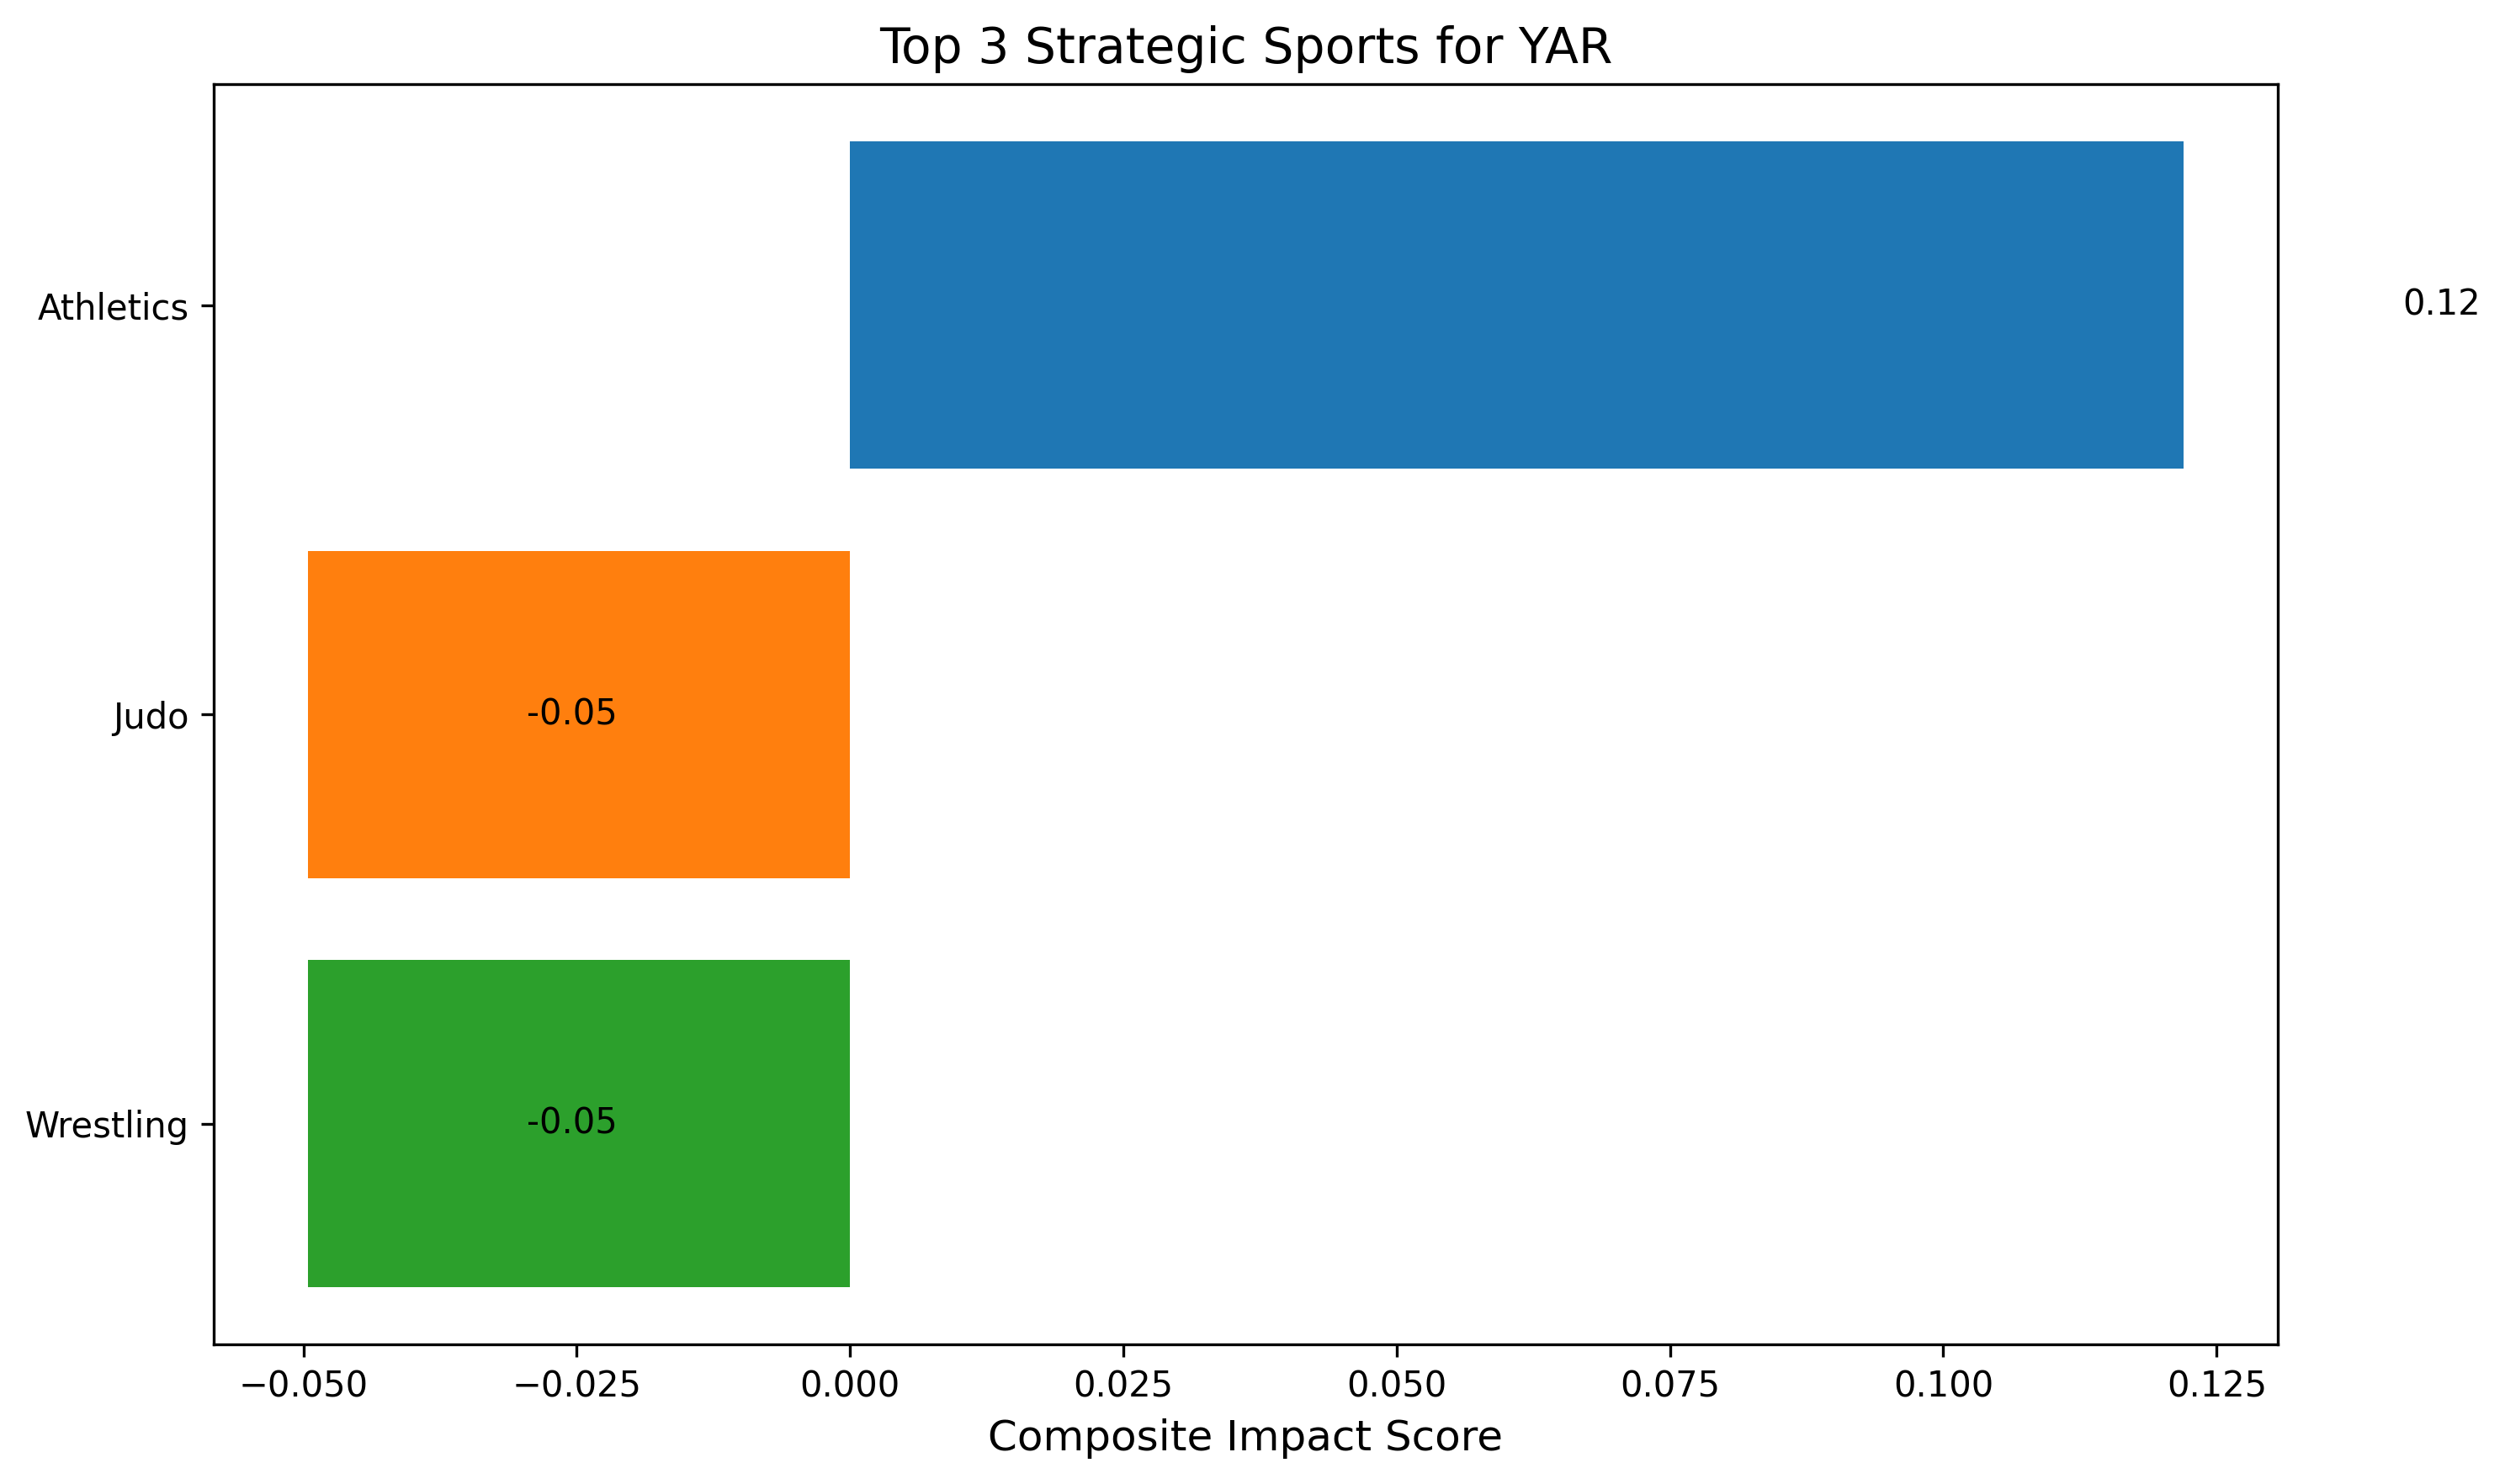 Top 3 Strategic Sports for YAR
Athletics
0.12
Judo
-0.05
Wrestling
-0.05
−0.050 −0.025 0.000 0.025 0.050 0.075 0.100 0.125
Composite Impact Score